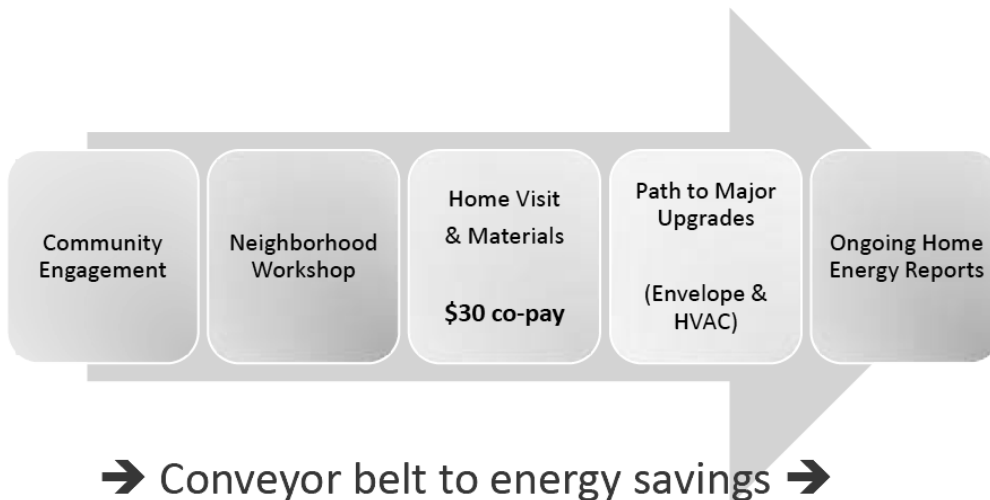 Community
Engagement
Neighborhood
Workshop
Home Visit
& Materials
$30 co-pay
Path to Major
Upgrades
(Envelope &
HVAC)
Ongoing Home
Energy Reports
➔ Conveyor belt to energy savings ➔